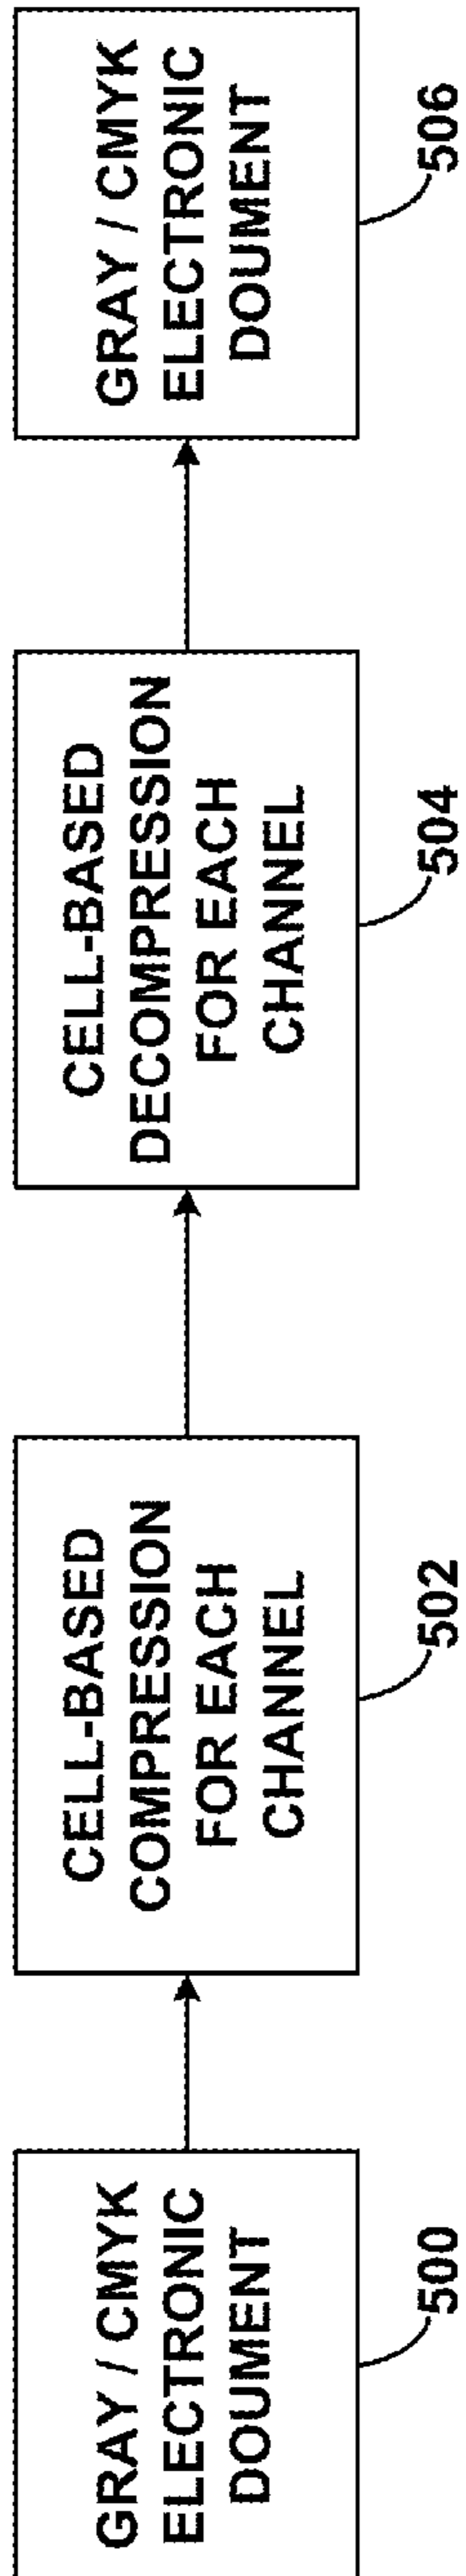 GRAY / CMYK
ELECTRONIC
DOUMENT
500
CELL-BASED
COMPRESSION
FOR EACH
CHANNEL
502
CELL-BASED
DECOMPRESSION
FOR EACH
CHANNEL
504
GRAY / CMYK
ELECTRONIC
DOUMENT
506